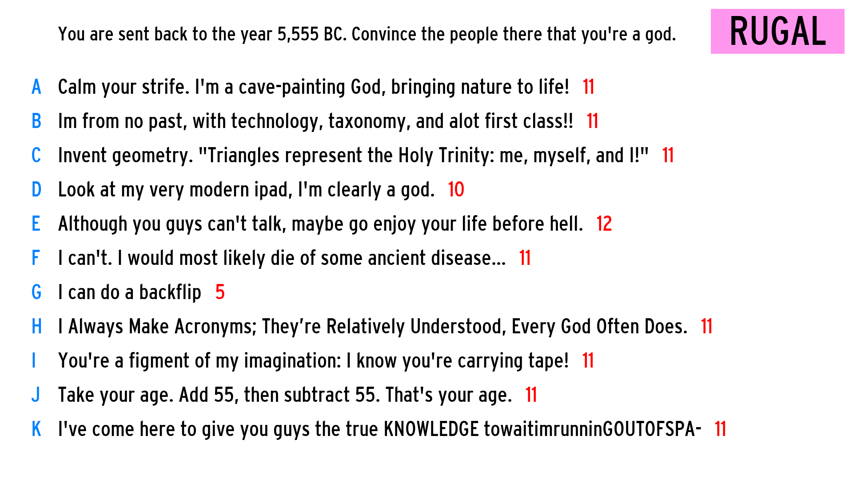 You are sent back to the year 5,555 BC. Convince the people there that you're a god.
RUGAL
A Calm your strife. I'm a cave-painting God, bringing nature to life! 11
B Im from no past, with technology, taxonomy, and alot first class!! 11
C Invent geometry. "Triangles represent the Holy Trinity: me, myself, and I!" 11
D Look at my very modern ipad, I'm clearly a god. 10
E Although you guys can't talk, maybe go enjoy your life before hell. 12
F I can't. I would most likely die of some ancient disease... 11
G I can do a backflip 5
H I Always Make Acronyms; They’re Relatively Understood, Every God Often Does. 11
I You're a figment of my imagination: I know you're carrying tape! 11
J Take your age. Add 55, then subtract 55. That's your age. 11
K I've come here to give you guys the true KNOWLEDGE towaitimrunninGOUTOFSPA- 11